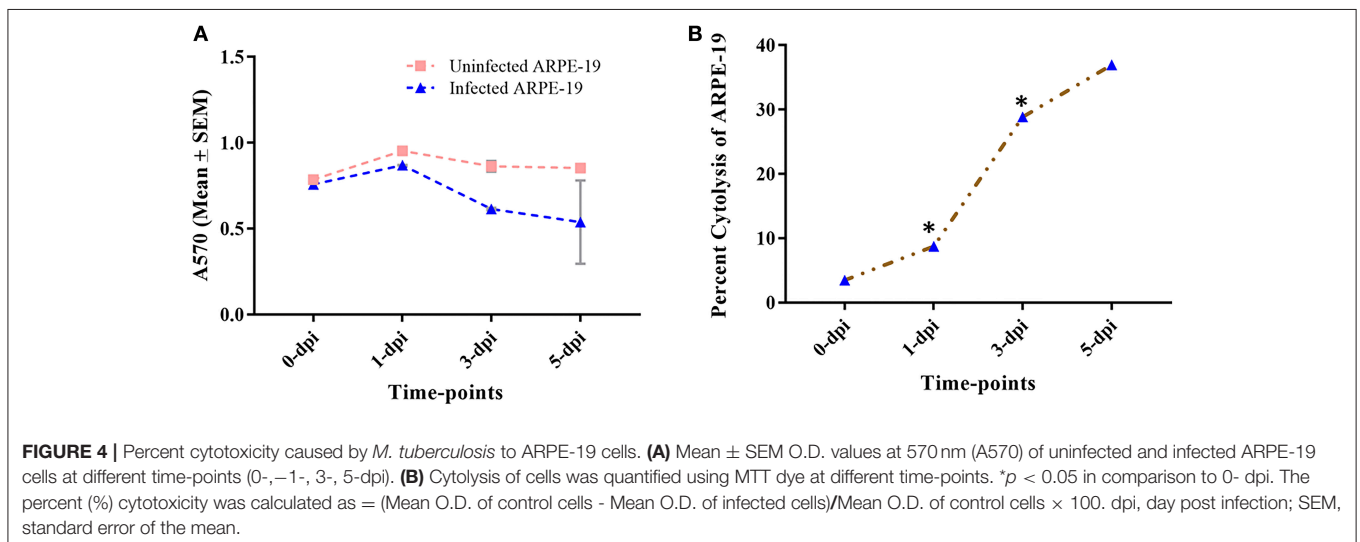 A
1.5
1.0
0.5
0.0
A570 (Mean ± SEM)
Uninfected ARPE-19
Infected ARPE-19
0-dpi
1-dpi
3-dpi
5-dpi
Time-points
B
40
30
20
10
0
Percent Cytolysis of ARPE-19
*
*
0-dpi
1-dpi
3-dpi
5-dpi
Time-points
FIGURE 4 | Percent cytotoxicity caused by M. tuberculosis to ARPE-19 cells. (A) Mean ± SEM O.D. values at 570 nm (A570) of uninfected and infected ARPE-19
cells at different time-points (0-,−1-, 3-, 5-dpi). (B) Cytolysis of cells was quantified using MTT dye at different time-points. *p < 0.05 in comparison to 0- dpi. The
percent (%) cytotoxicity was calculated as = (Mean O.D. of control cells - Mean O.D. of infected cells)/Mean O.D. of control cells × 100. dpi, day post infection; SEM,
standard error of the mean.